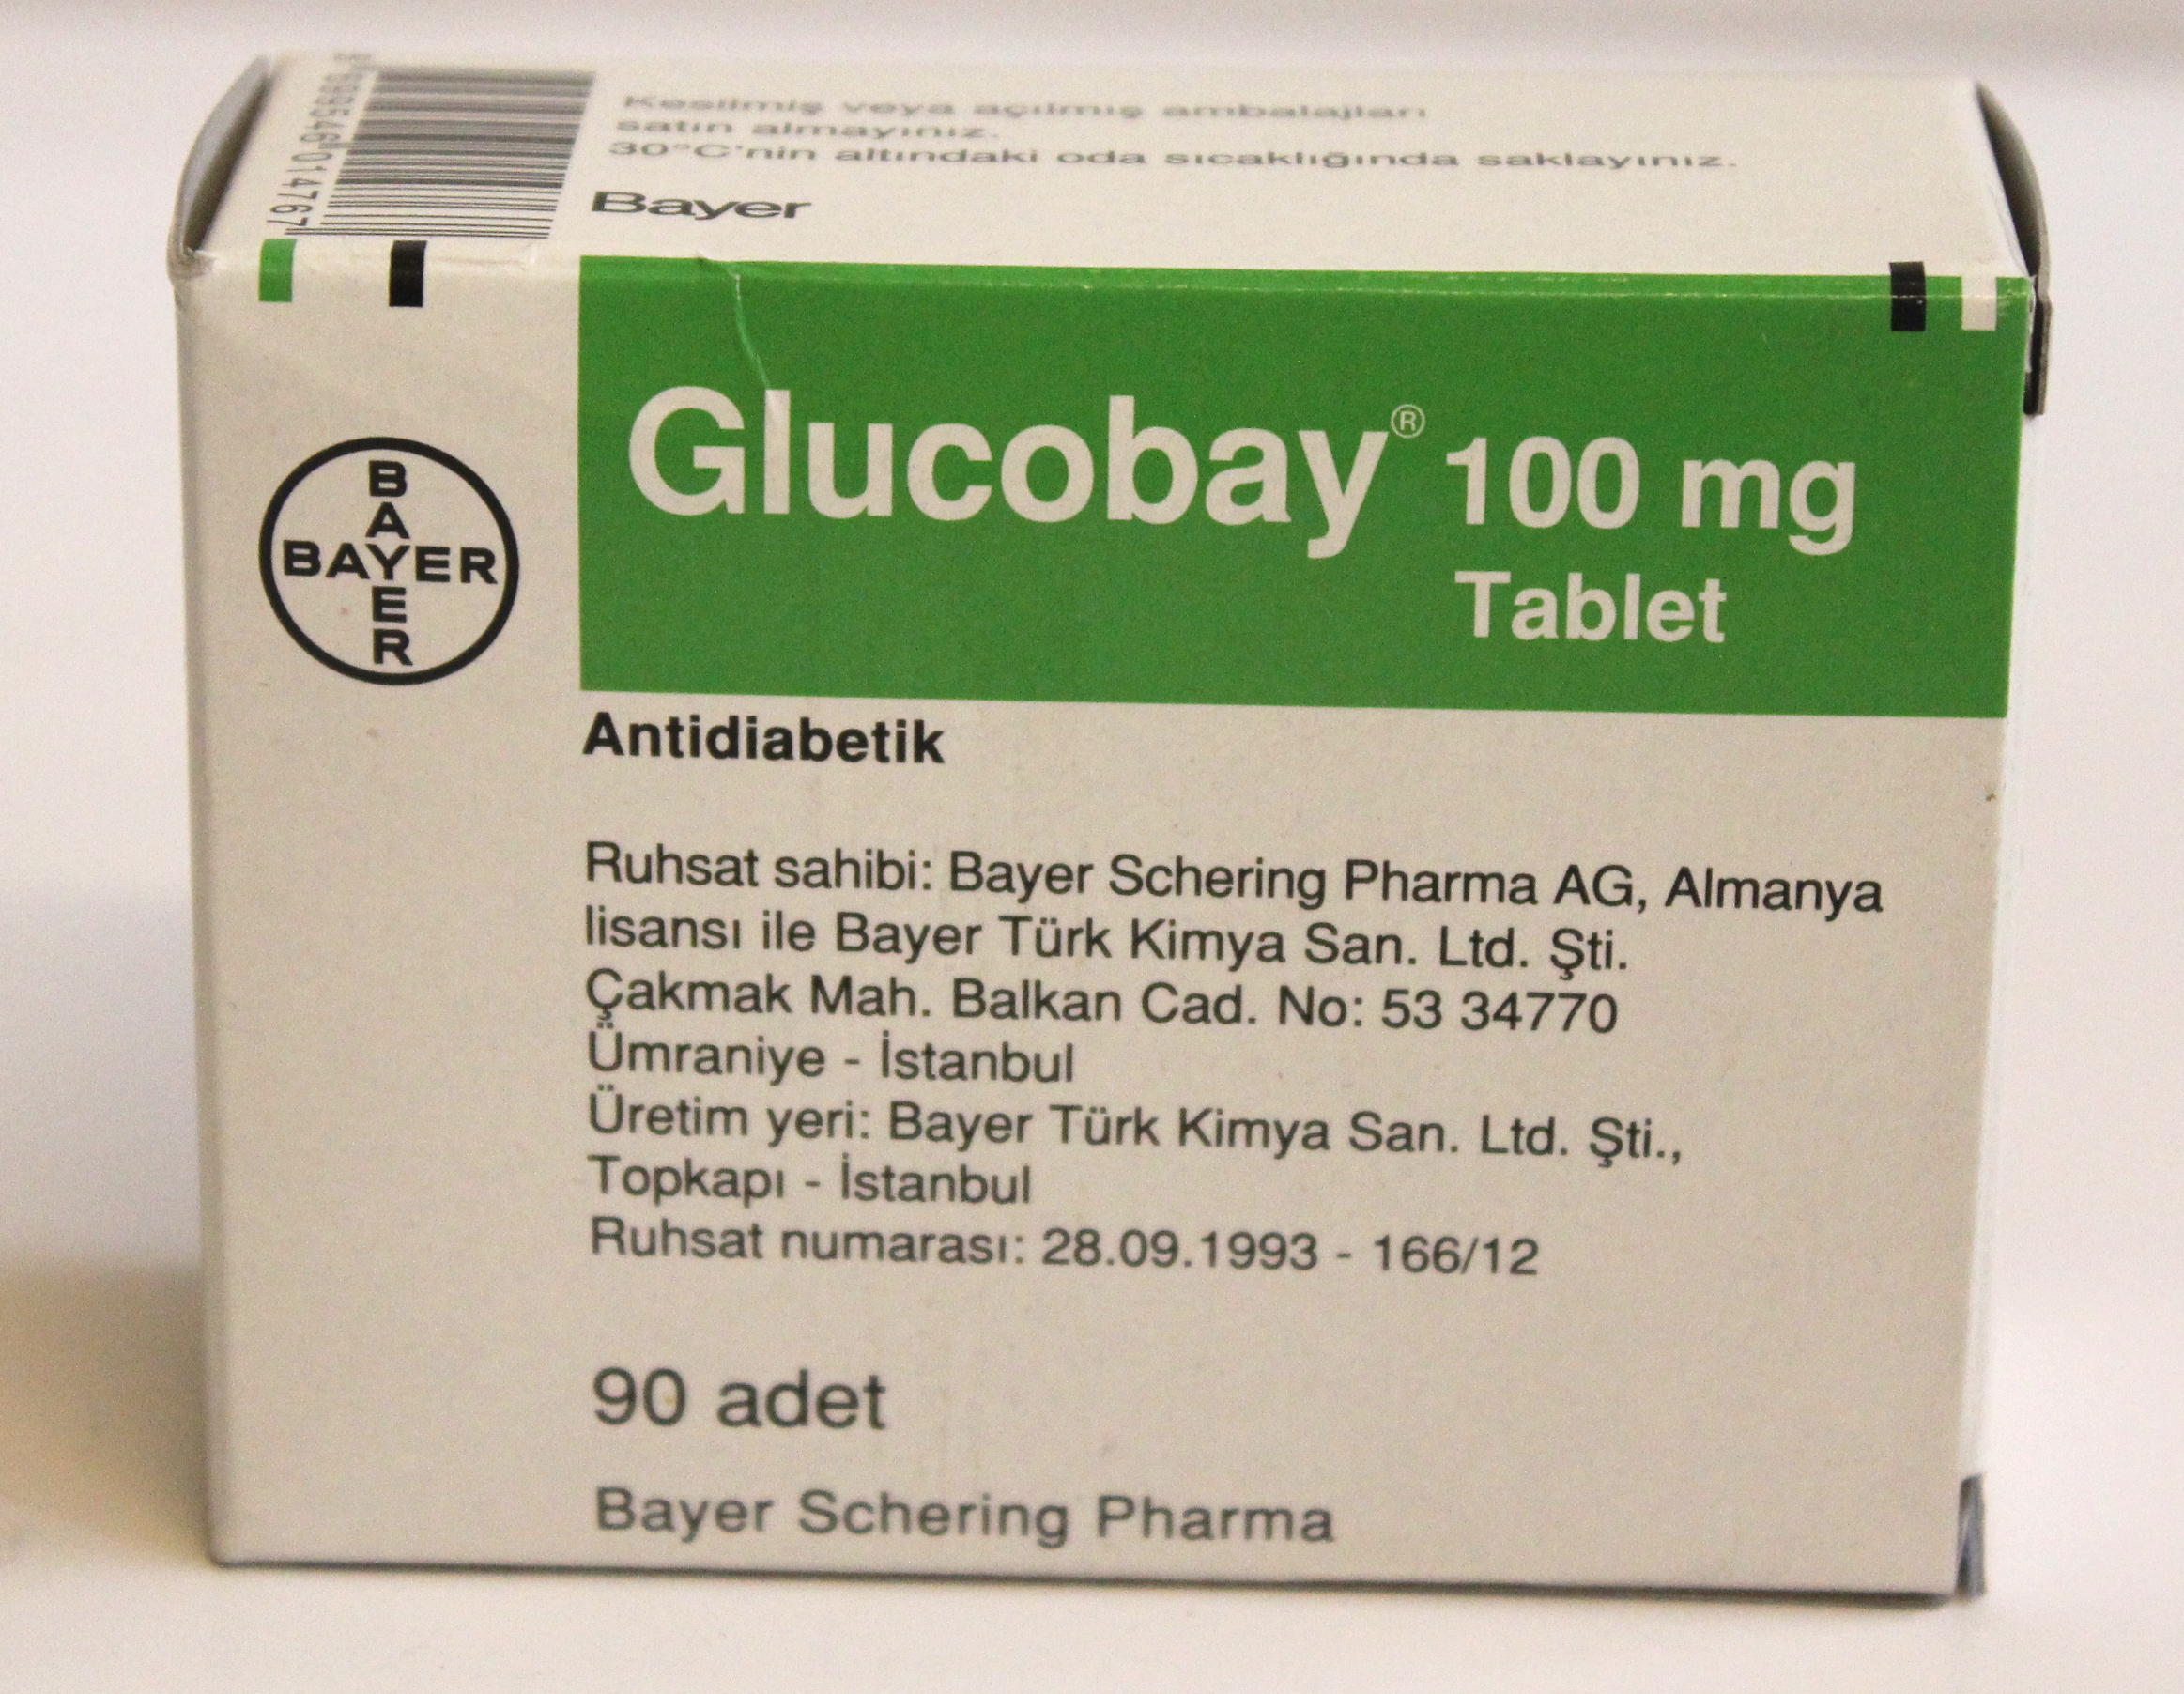 8 699546 014767
Kesilmiş veya açılmış ambalajları
satın almayınız.
30°C'nin altındaki oda sıcaklığında saklayınız.
Bayer
BAYER
BAYER
Glucobay® 100 mg
Tablet
Antidiabetik
Ruhsat sahibi: Bayer Schering Pharma AG, Almanya
lisansı ile Bayer Türk Kimya San. Ltd. Şti.
Çakmak Mah. Balkan Cad. No: 53 34770
Ümraniye - İstanbul
Üretim yeri: Bayer Türk Kimya San. Ltd. Şti.,
Topkapı - İstanbul
Ruhsat numarası: 28.09.1993 - 166/12
90 adet
Bayer Schering Pharma